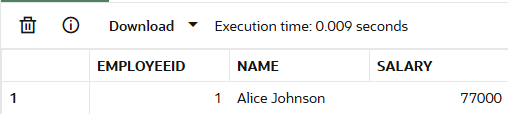 Download Execution time: 0.009 seconds
EMPLOYEEID NAME SALARY
1 1 Alice Johnson 77000